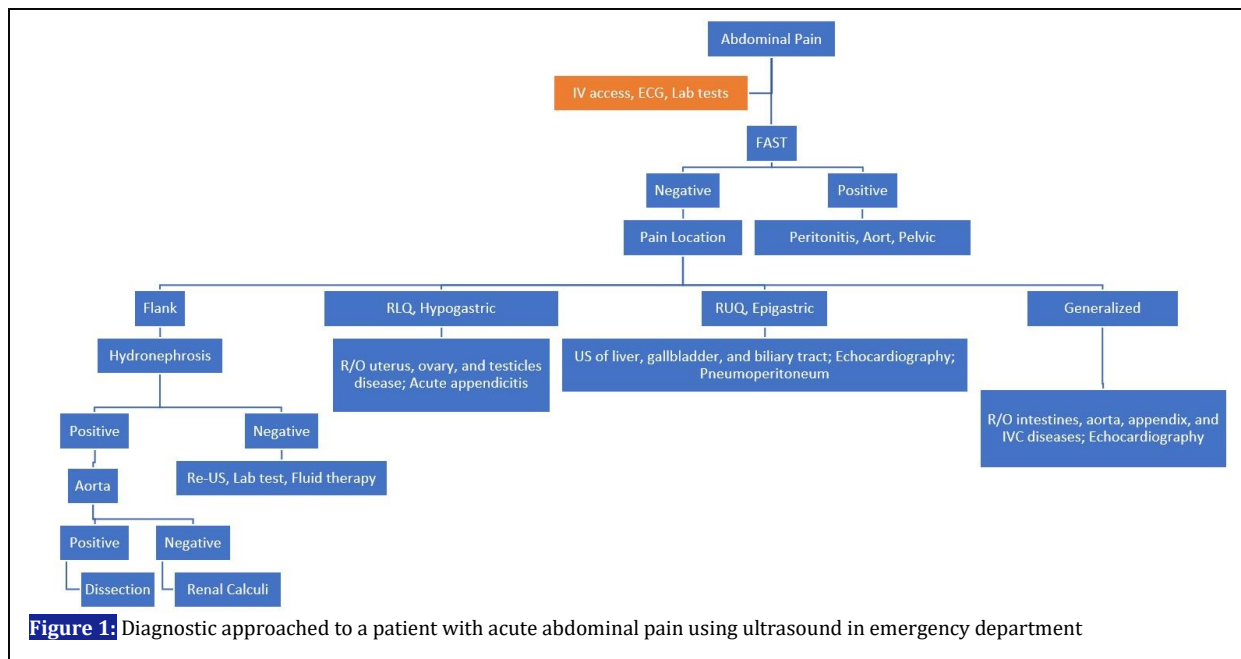 Abdominal Pain
IV access, ECG, Lab tests
FAST
Negative
Positive
Pain Location
Peritonitis, Aort, Pelvic
Flank
RLQ, Hypogastric
RUQ, Epigastric
Generalized
Hydronephrosis
R/O uterus, ovary, and testicles
disease; Acute appendicitis
US of liver, gallbladder, and biliary tract; Echocardiography;
Pneumoperitoneum
R/O intestines, aorta, appendix, and
IVC diseases; Echocardiography
Positive
Negative
Aorta
Re-US, Lab test, Fluid therapy
Positive
Negative
Dissection
Renal Calculi
Figure 1: Diagnostic approached to a patient with acute abdominal pain using ultrasound in emergency department